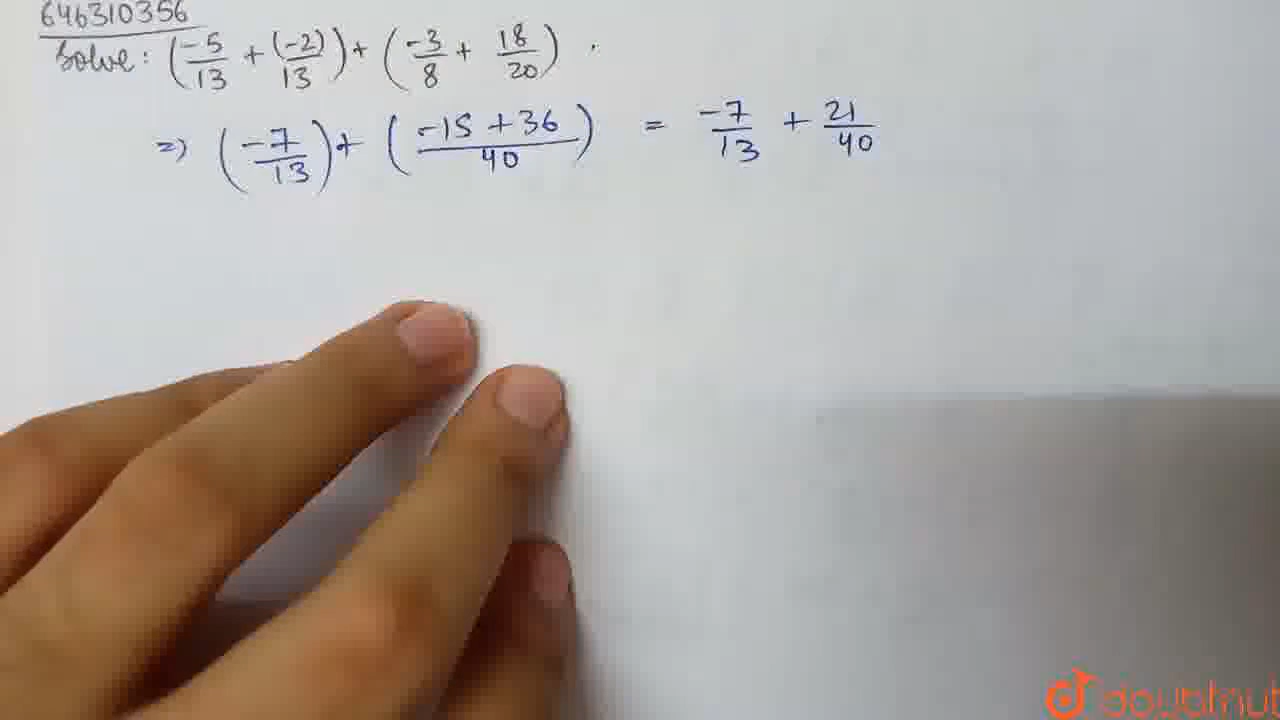 646310356
Solve: (-5/13 + (-2)/13) + (-3/8 + 18/20) .
=) (-7/13) + (-15 + 36/40) = -7/13 + 21/40
doubtnut